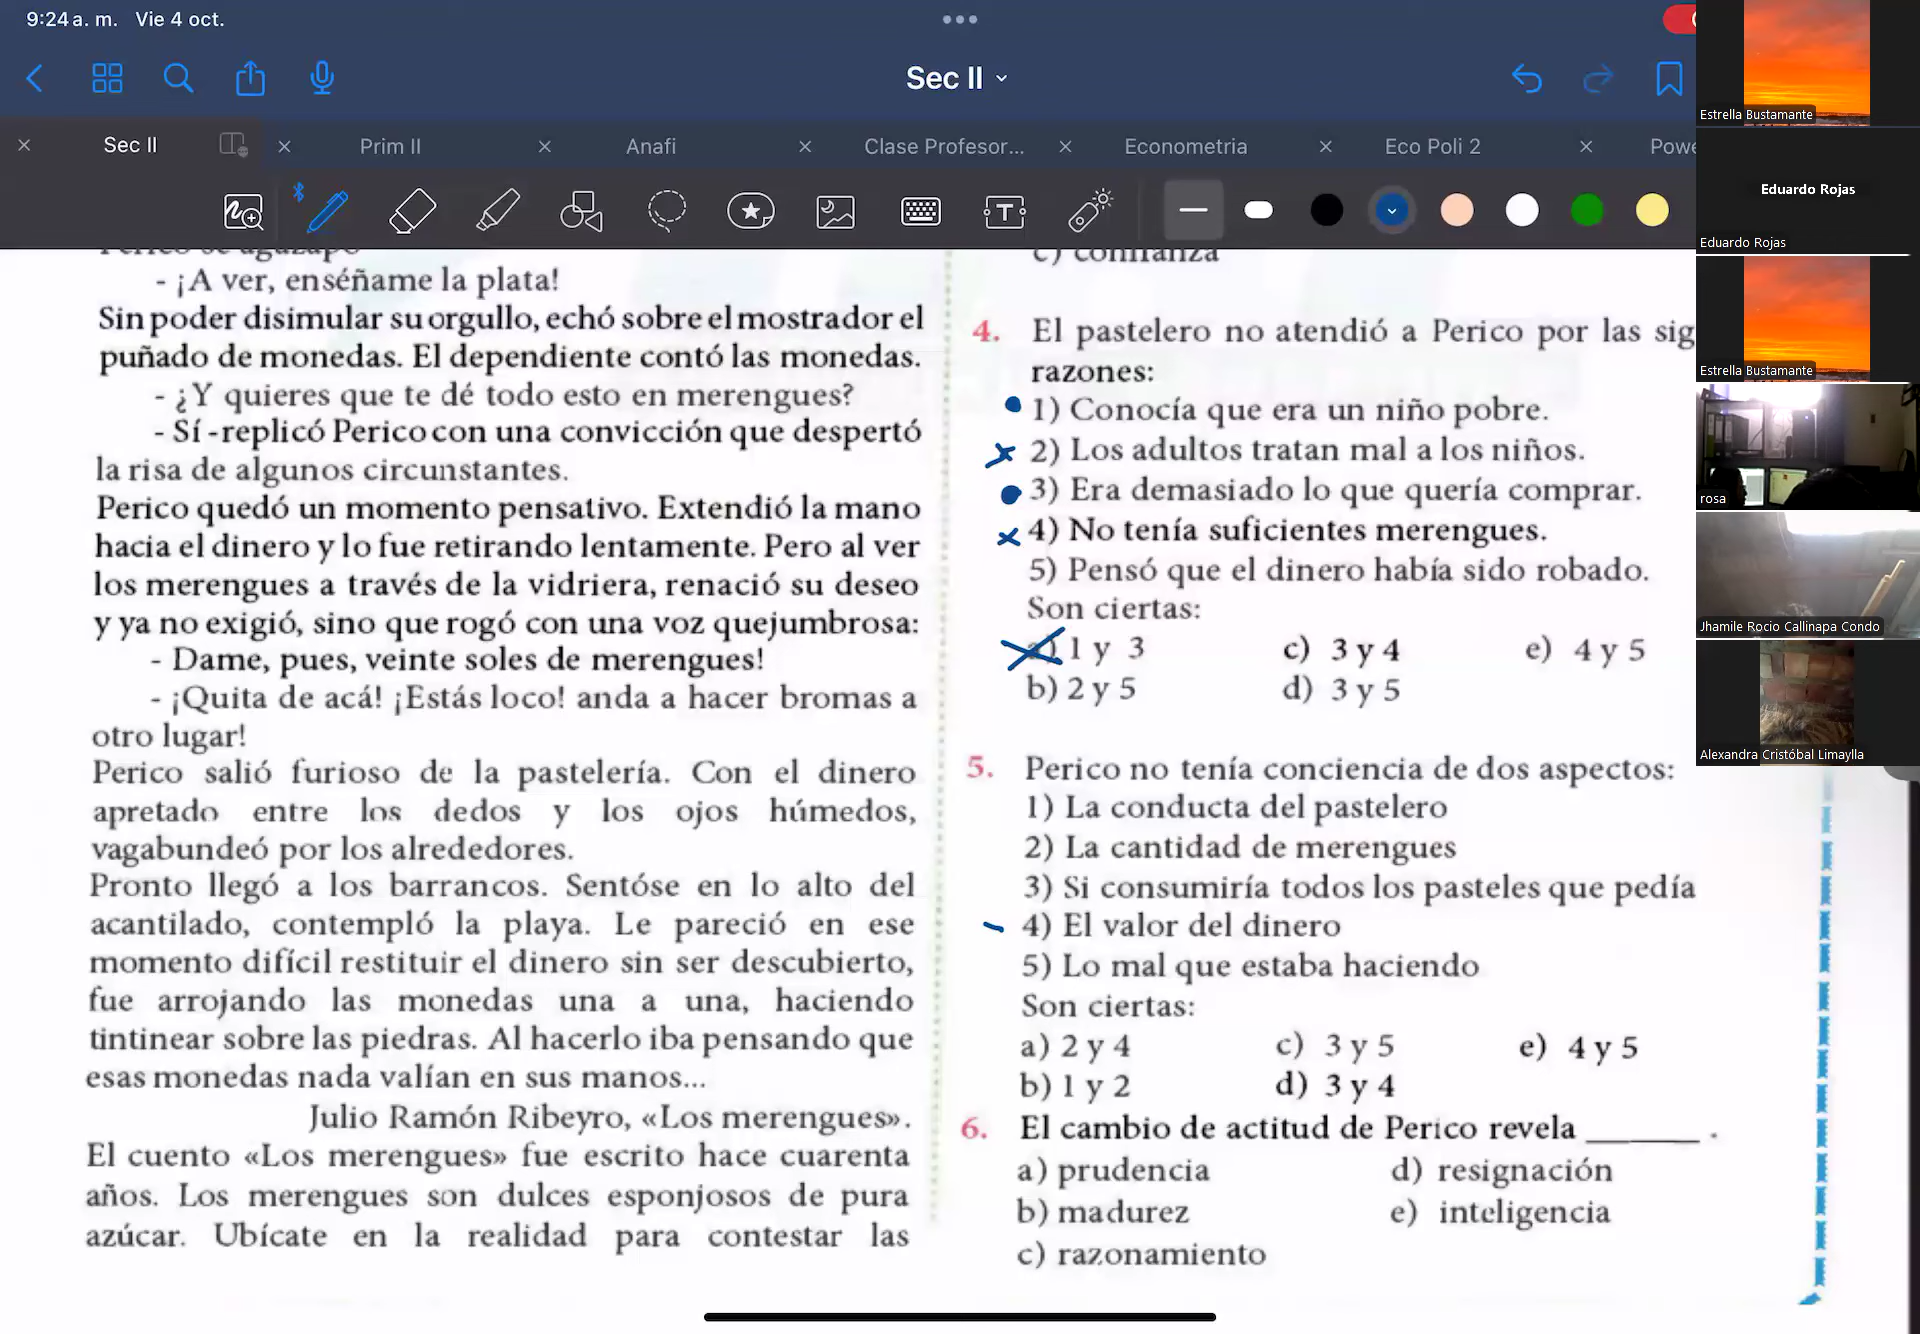 9:24 a. m. Vie 4 oct.
Sec II
Sec II
Prim II
Anafi
Clase Profesor...
Econometria
Eco Poli 2
Powe
Perico se agazapó
- ¡A ver, enséñame la plata!
Sin poder disimular su orgullo, echó sobre el mostrador el
puñado de monedas. El dependiente contó las monedas.
- ¿Y quieres que te dé todo esto en merengues?
- Sí -replicó Perico con una convicción que despertó
la risa de algunos circunstantes.
Perico quedó un momento pensativo. Extendió la mano
hacia el dinero y lo fue retirando lentamente. Pero al ver
los merengues a través de la vidriera, renació su deseo
y ya no exigió, sino que rogó con una voz quejumbrosa:
- Dame, pues, veinte soles de merengues!
- ¡Quita de acá! ¡Estás loco! anda a hacer bromas a
otro lugar!
Perico salió furioso de la pastelería. Con el dinero
apretado entre los dedos y los ojos húmedos,
vagabundeó por los alrededores.
Pronto llegó a los barrancos. Sentóse en lo alto del
acantilado, contempló la playa. Le pareció en ese
momento difícil restituir el dinero sin ser descubierto,
fue arrojando las monedas una a una, haciendo
tintinear sobre las piedras. Al hacerlo iba pensando que
esas monedas nada valían en sus manos...
Julio Ramón Ribeyro, «Los merengues».
El cuento «Los merengues» fue escrito hace cuarenta
años. Los merengues son dulces esponjosos de pura
azúcar. Ubícate en la realidad para contestar las
c) confianza
4. El pastelero no atendió a Perico por las sig
razones:
1) Conocía que era un niño pobre.
2) Los adultos tratan mal a los niños.
3) Era demasiado lo que quería comprar.
4) No tenía suficientes merengues.
5) Pensó que el dinero había sido robado.
Son ciertas:
a) 1 y 3 c) 3 y 4 e) 4 y 5
b) 2 y 5 d) 3 y 5
5. Perico no tenía conciencia de dos aspectos:
1) La conducta del pastelero
2) La cantidad de merengues
3) Si consumiría todos los pasteles que pedía
4) El valor del dinero
5) Lo mal que estaba haciendo
Son ciertas:
a) 2 y 4 c) 3 y 5 e) 4 y 5
b) 1 y 2 d) 3 y 4
6. El cambio de actitud de Perico revela ______ .
a) prudencia d) resignación
b) madurez e) inteligencia
c) razonamiento
Estrella Bustamante
Eduardo Rojas
Eduardo Rojas
Estrella Bustamante
rosa
Jhamile Rocio Callinapa Condo
Alexandra Cristóbal Limaylla